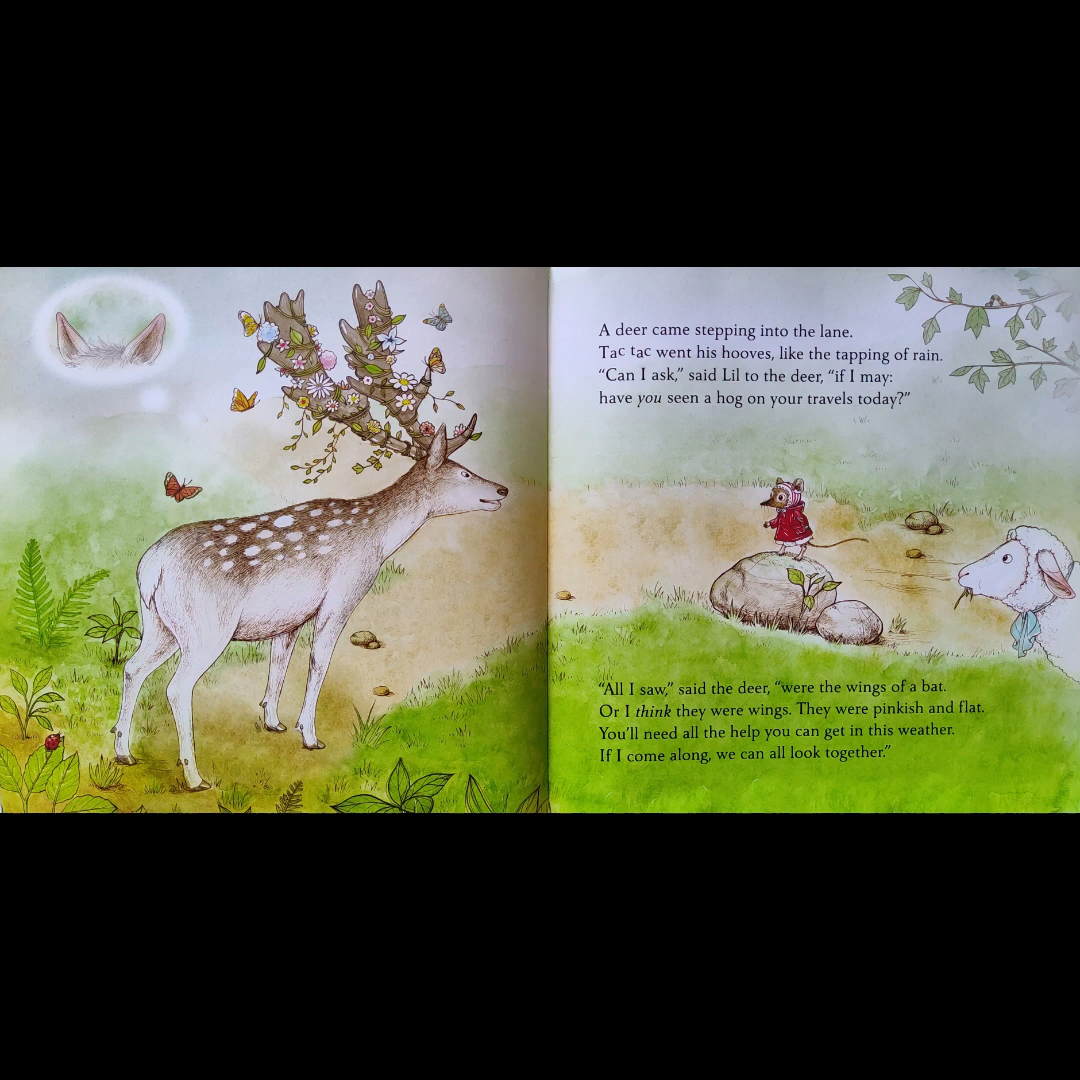 A deer came stepping into the lane.
Tac tac went his hooves, like the tapping of rain.
“Can I ask,” said Lil to the deer, “if I may:
have you seen a hog on your travels today?”
“All I saw,” said the deer, “were the wings of a bat.
Or I think they were wings. They were pinkish and flat.
You’ll need all the help you can get in this weather.
If I come along, we can all look together.”